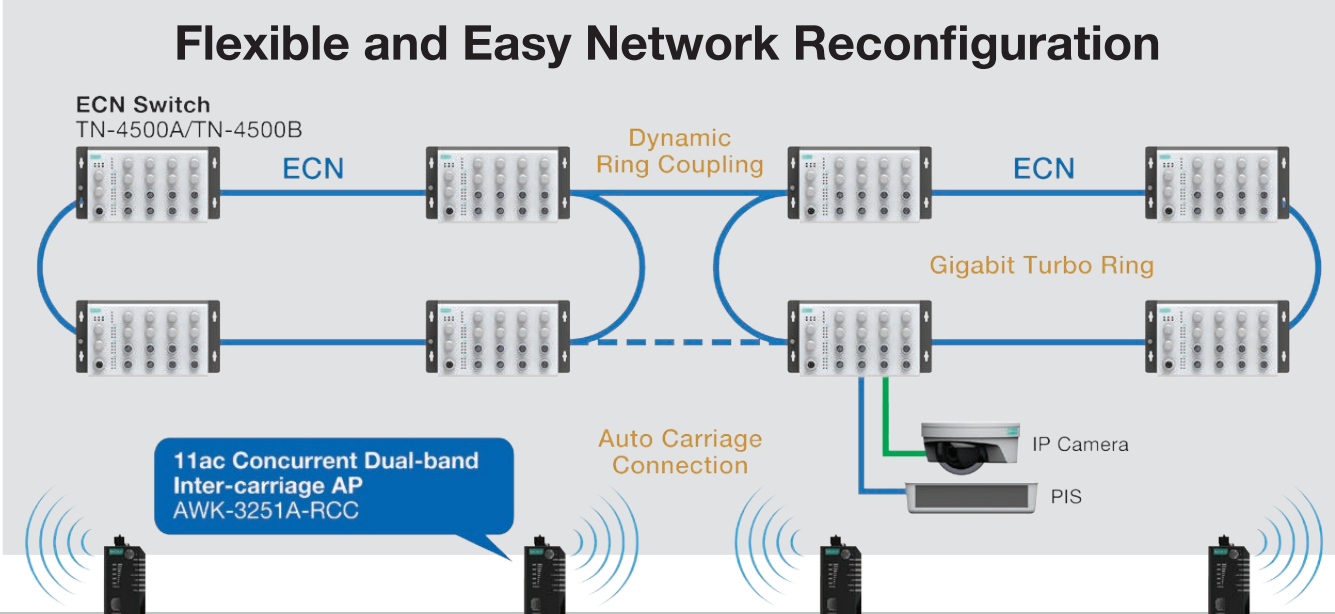 Flexible and Easy Network Reconfiguration
ECN Switch
TN-4500A/TN-4500B
ECN
Dynamic
Ring Coupling
ECN
Gigabit Turbo Ring
Auto Carriage
Connection
11ac Concurrent Dual-band
Inter-carriage AP
AWK-3251A-RCC
IP Camera
PIS